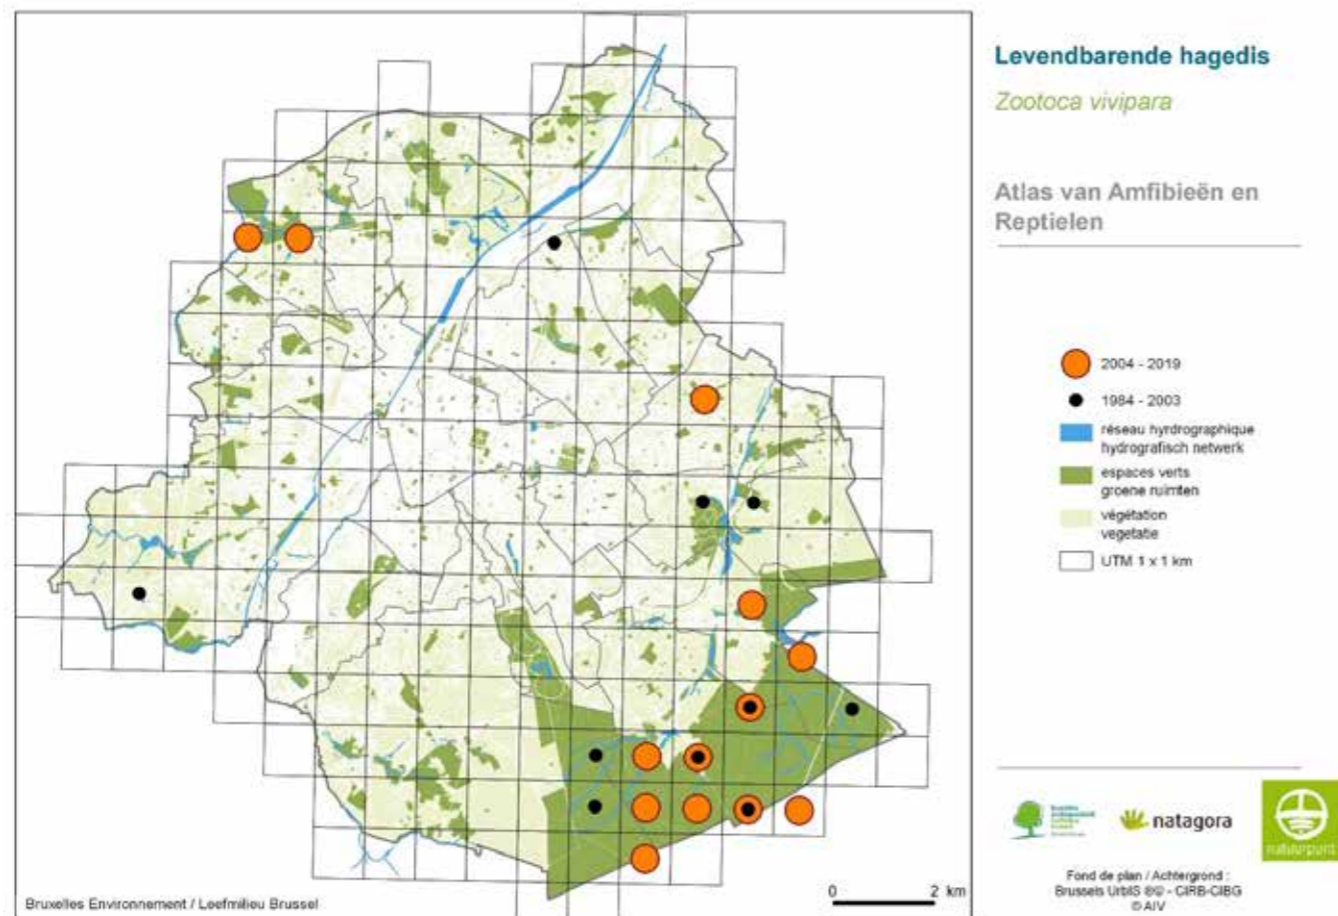 Levendbarende hagedis
Zootoca vivipara
Atlas van Amfibieën en
Reptielen
2004 - 2019
1984 - 2003
réseau hyrdrographique
hydrografisch netwerk
espaces verts
groene ruimten
végétation
vegetatie
UTM 1 x 1 km
natagora
natuurpunt
Fond de plan / Achtergrond :
Brussels UrbIS ®© - CIRB-CIBG
© AIV
0 2 km
Bruxelles Environnement / Leefmilieu Brussel